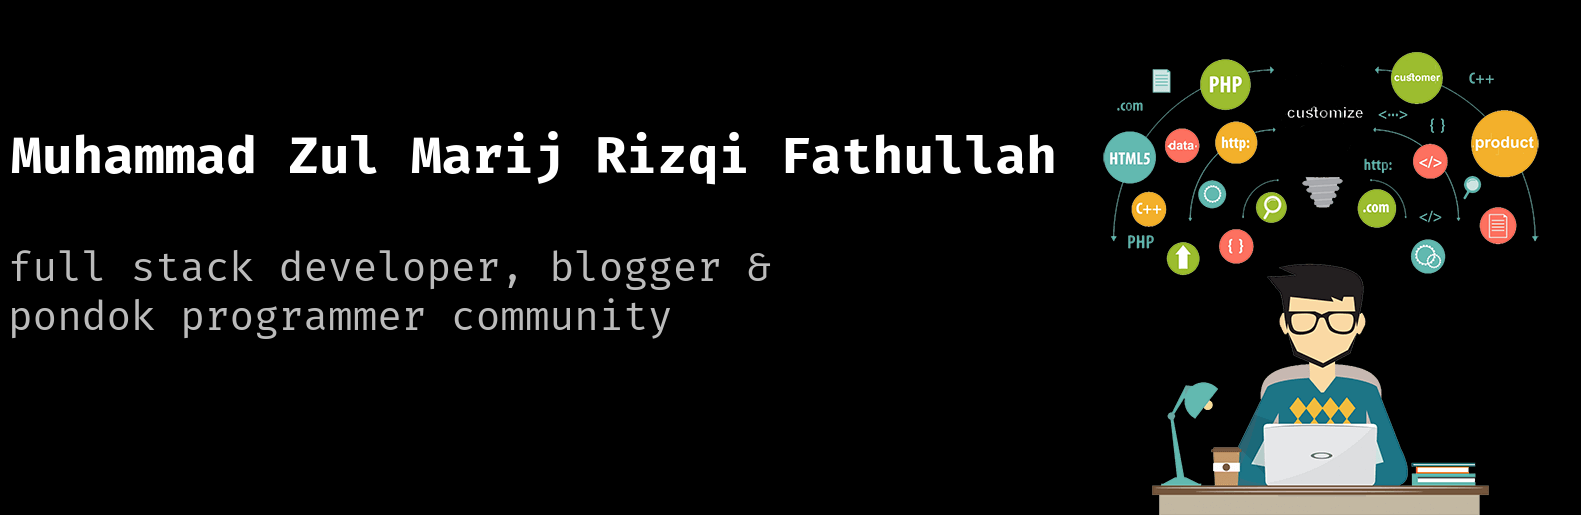 Muhammad Zul Marij Rizqi Fathullah
full stack developer, blogger &
pondok programmer community
PHP
customer
C++
.com
customize
<···>
{ }
HTML5
data
http:
product
http:
</>
C++
.com
</>
PHP
{ }